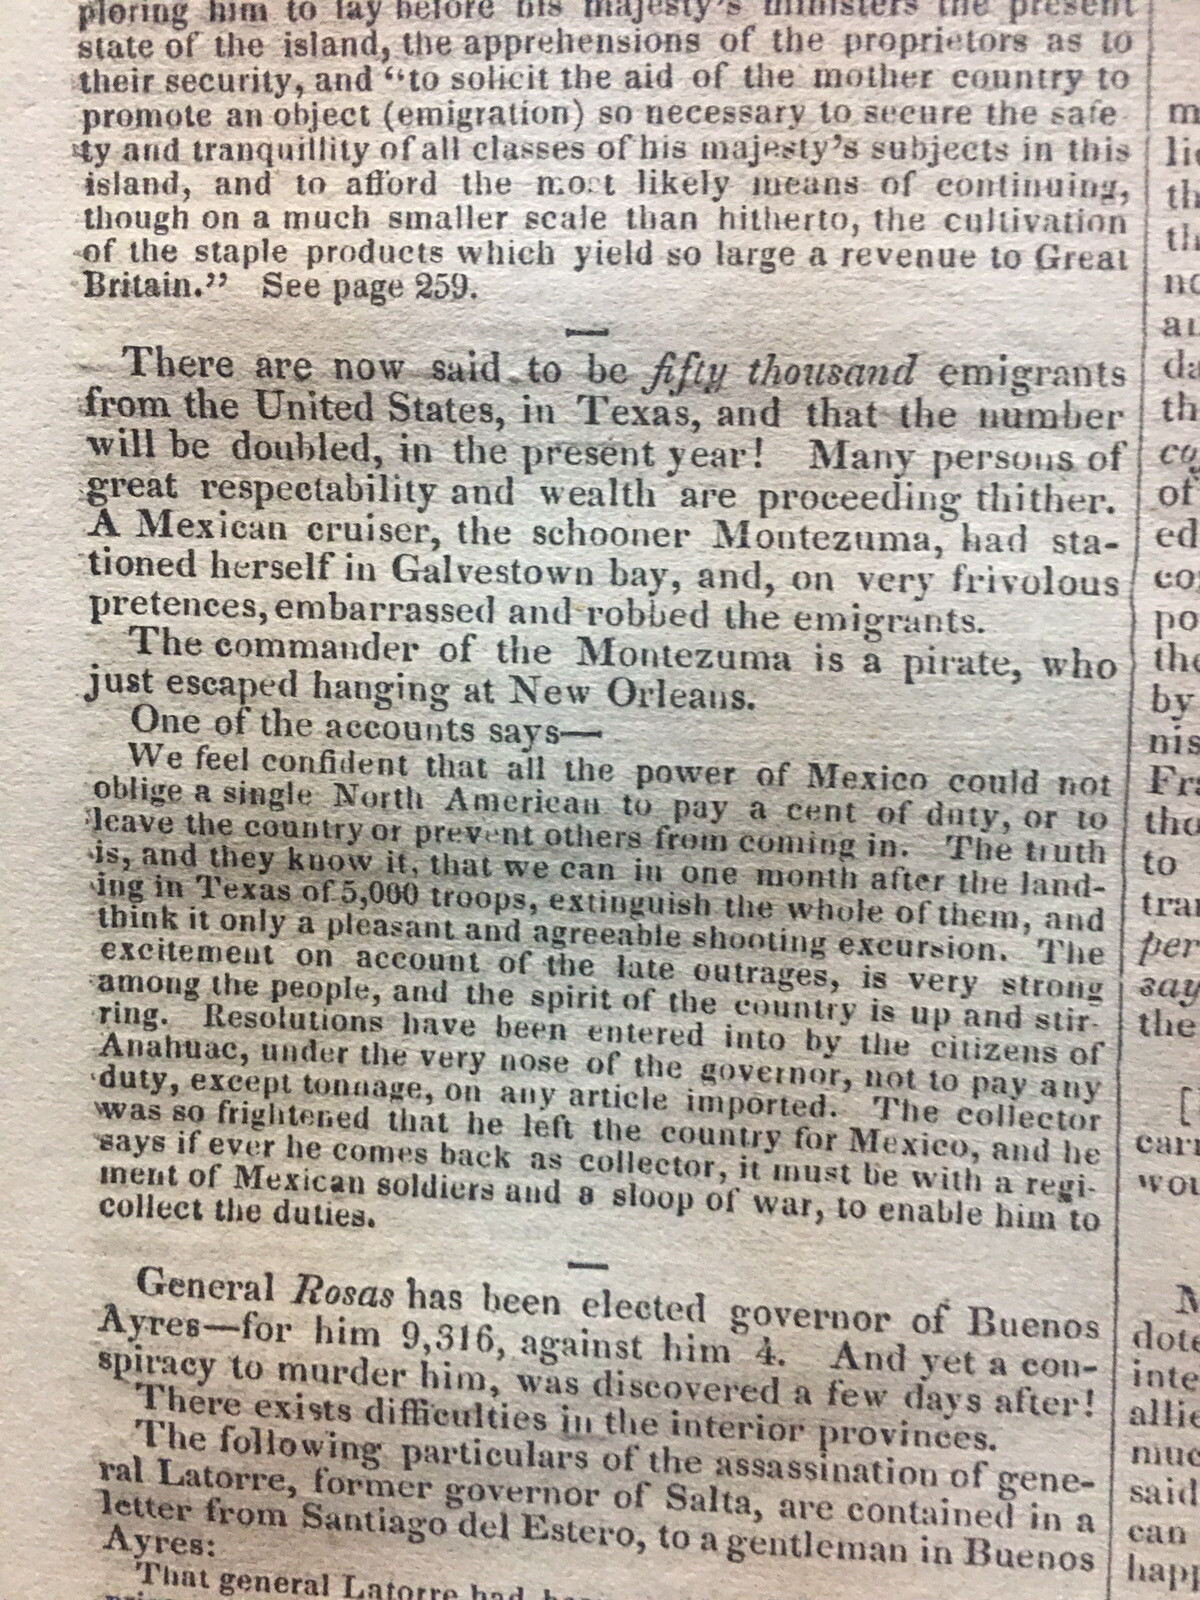 ploring him to lay before his majesty's ministers the present
state of the island, the apprehensions of the proprietors as to
their security, and "to solicit the aid of the mother country to
promote an object (emigration) so necessary to secure the safe
ty and tranquillity of all classes of his majesty's subjects in this
island, and to afford the most likely means of continuing,
though on a much smaller scale than hitherto, the cultivation
of the staple products which yield so large a revenue to Great
Britain." See page 259.
There are now said to be fifty thousand emigrants
from the United States, in Texas, and that the number
will be doubled, in the present year! Many persons of
great respectability and wealth are proceeding thither.
A Mexican cruiser, the schooner Montezuma, had sta-
tioned herself in Galvestown bay, and, on very frivolous
pretences, embarrassed and robbed the emigrants.
The commander of the Montezuma is a pirate, who
just escaped hanging at New Orleans.
One of the accounts says—
We feel confident that all the power of Mexico could not
oblige a single North American to pay a cent of duty, or to
leave the country or prevent others from coming in. The truth
is, and they know it, that we can in one month after the land-
ing in Texas of 5,000 troops, extinguish the whole of them, and
think it only a pleasant and agreeable shooting excursion. The
excitement on account of the late outrages, is very strong
among the people, and the spirit of the country is up and stir-
ring. Resolutions have been entered into by the citizens of
Anahuac, under the very nose of the governor, not to pay any
duty, except tonnage, on any article imported. The collector
was so frightened that he left the country for Mexico, and he
says if ever he comes back as collector, it must be with a regi-
ment of Mexican soldiers and a sloop of war, to enable him to
collect the duties.
General Rosas has been elected governor of Buenos
Ayres—for him 9,316, against him 4. And yet a con-
spiracy to murder him, was discovered a few days after!
There exists difficulties in the interior provinces.
The following particulars of the assassination of gene-
ral Latorre, former governor of Salta, are contained in a
letter from Santiago del Estero, to a gentleman in Buenos
Ayres:
That general Latorre had